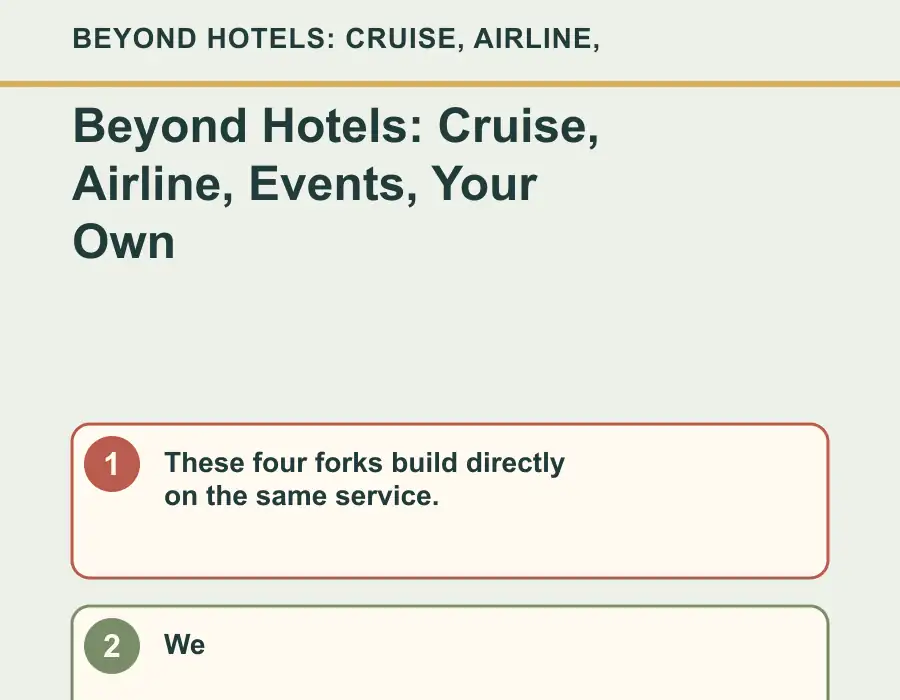 BEYOND HOTELS: CRUISE, AIRLINE,
Beyond Hotels: Cruise,
Airline, Events, Your
Own
1
These four forks build directly
on the same service.
2
We